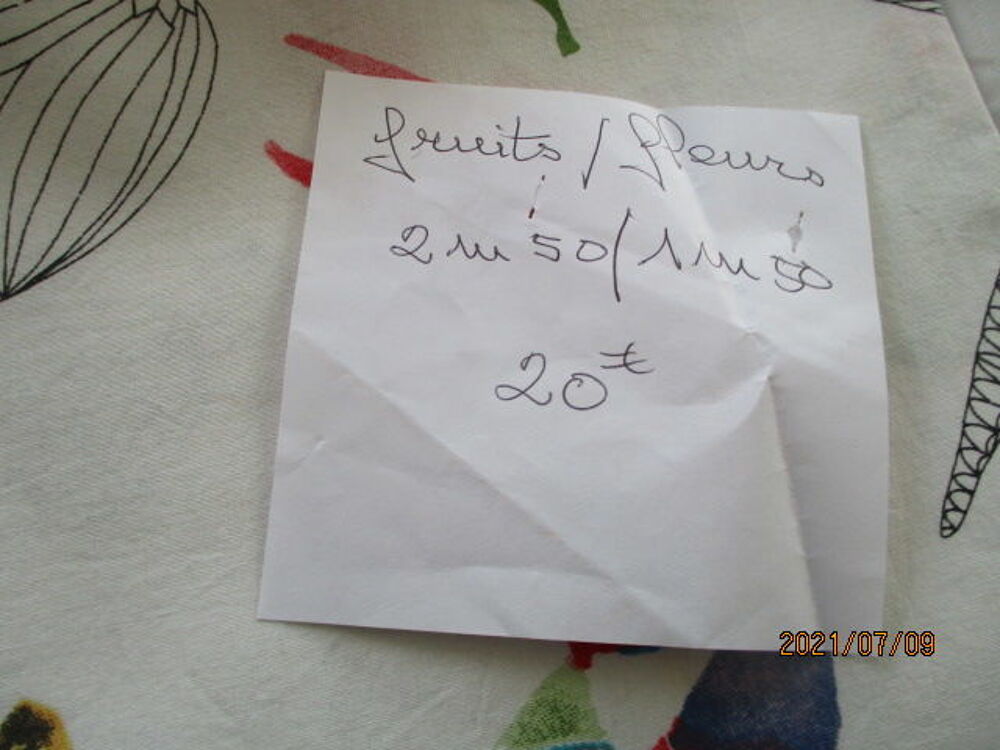 fruits / fleurs
2m50 / 1m50
20€
2021/07/09